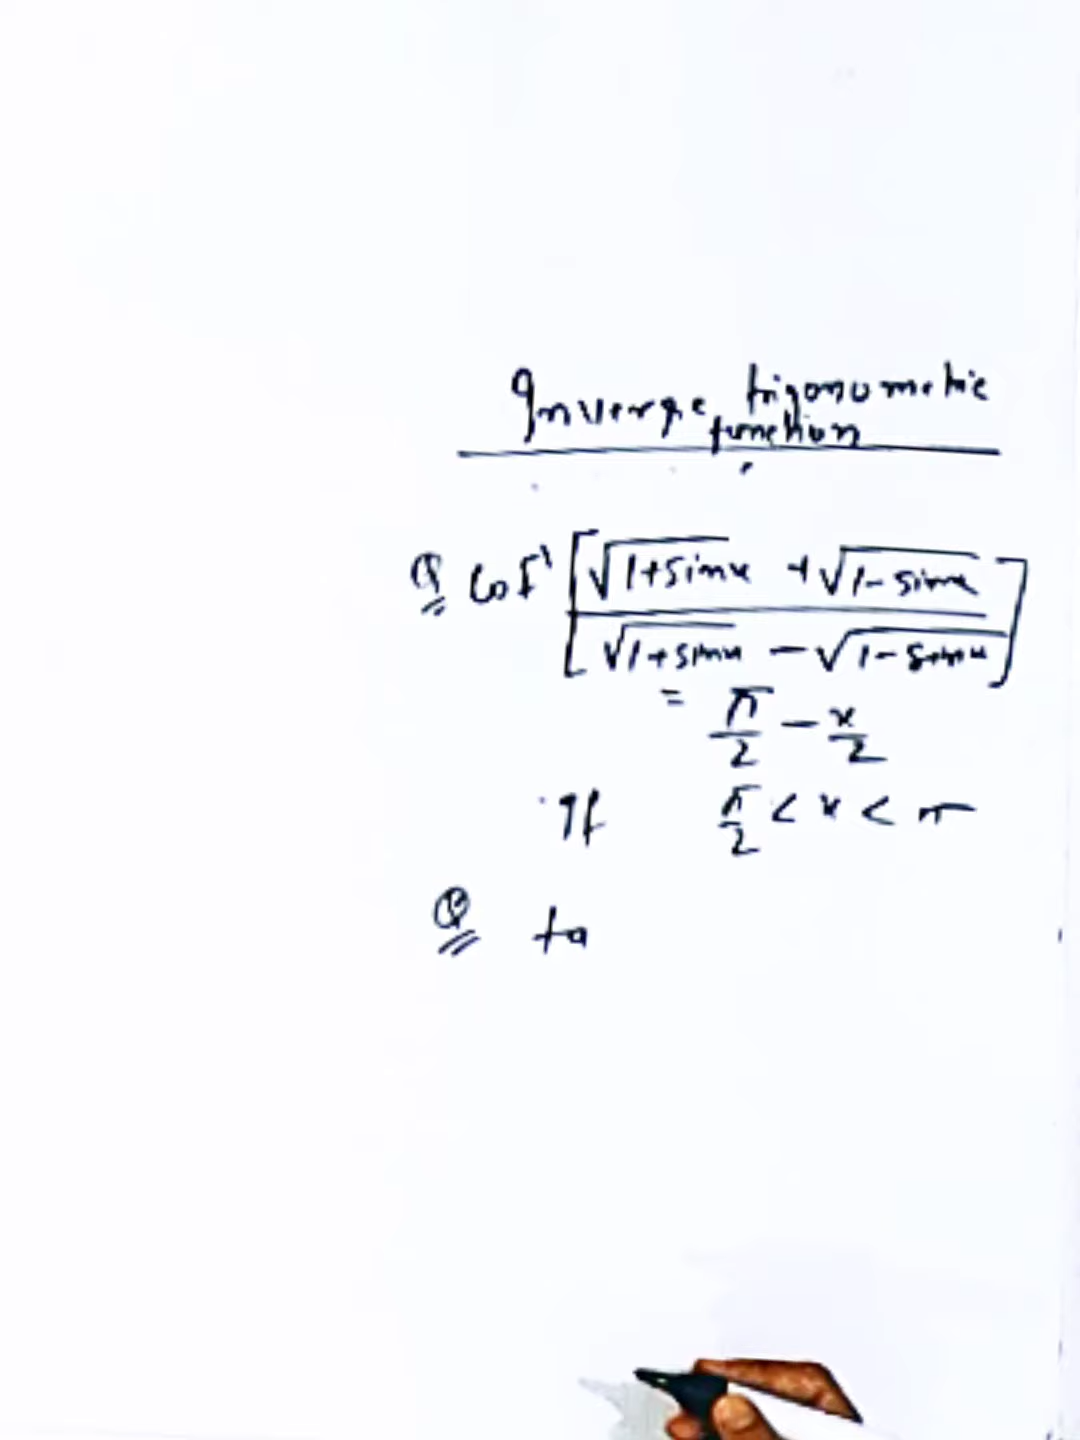 Inverse trigonometric
function
Q cot⁻¹ [√1+sinx + √1-sinx / √1+sinx - √1-sinx]
= π/2 - x/2
If π/2 < x < π
Q ta